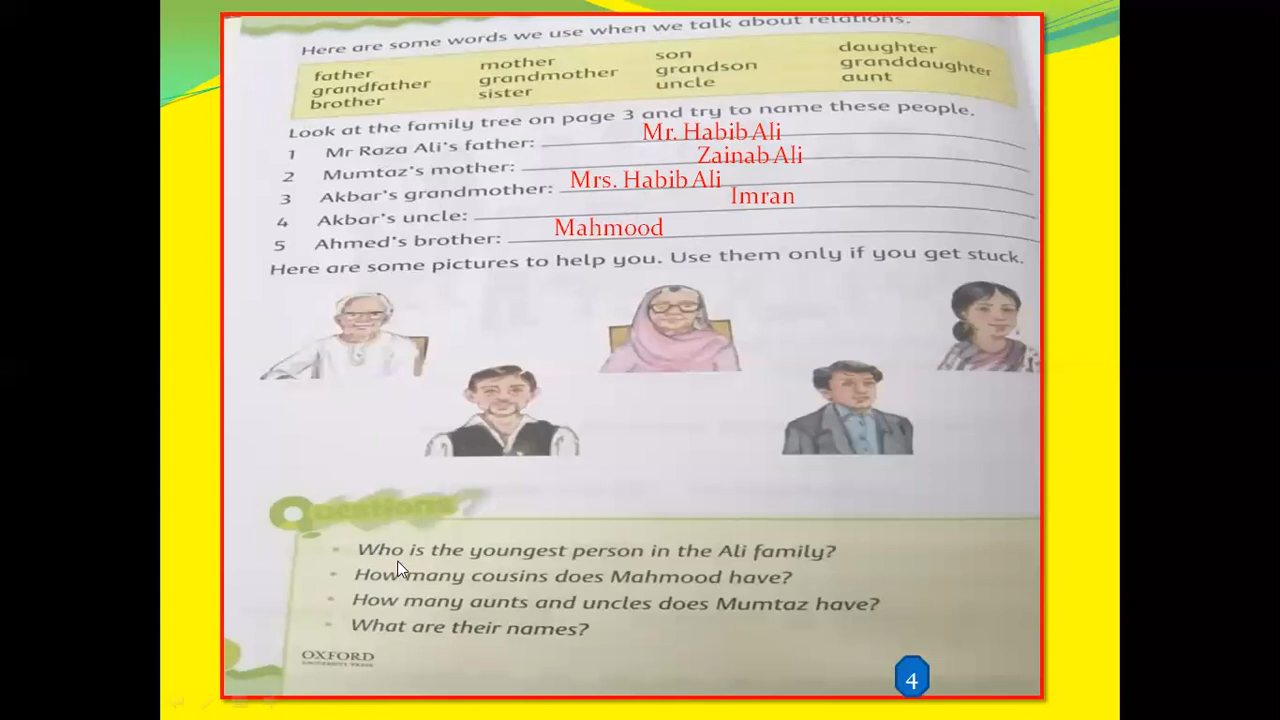 Here are some words we use when we talk about relations.
father mother son daughter
grandfather grandmother grandson granddaughter
brother sister uncle aunt
Look at the family tree on page 3 and try to name these people.
1 Mr Raza Ali's father: Mr. Habib Ali
2 Mumtaz's mother: Zainab Ali
3 Akbar's grandmother: Mrs. Habib Ali
4 Akbar's uncle: Imran
5 Ahmed's brother: Mahmood
Here are some pictures to help you. Use them only if you get stuck.
Questions?
Who is the youngest person in the Ali family?
How many cousins does Mahmood have?
How many aunts and uncles does Mumtaz have?
What are their names?
OXFORD
UNIVERSITY PRESS
4